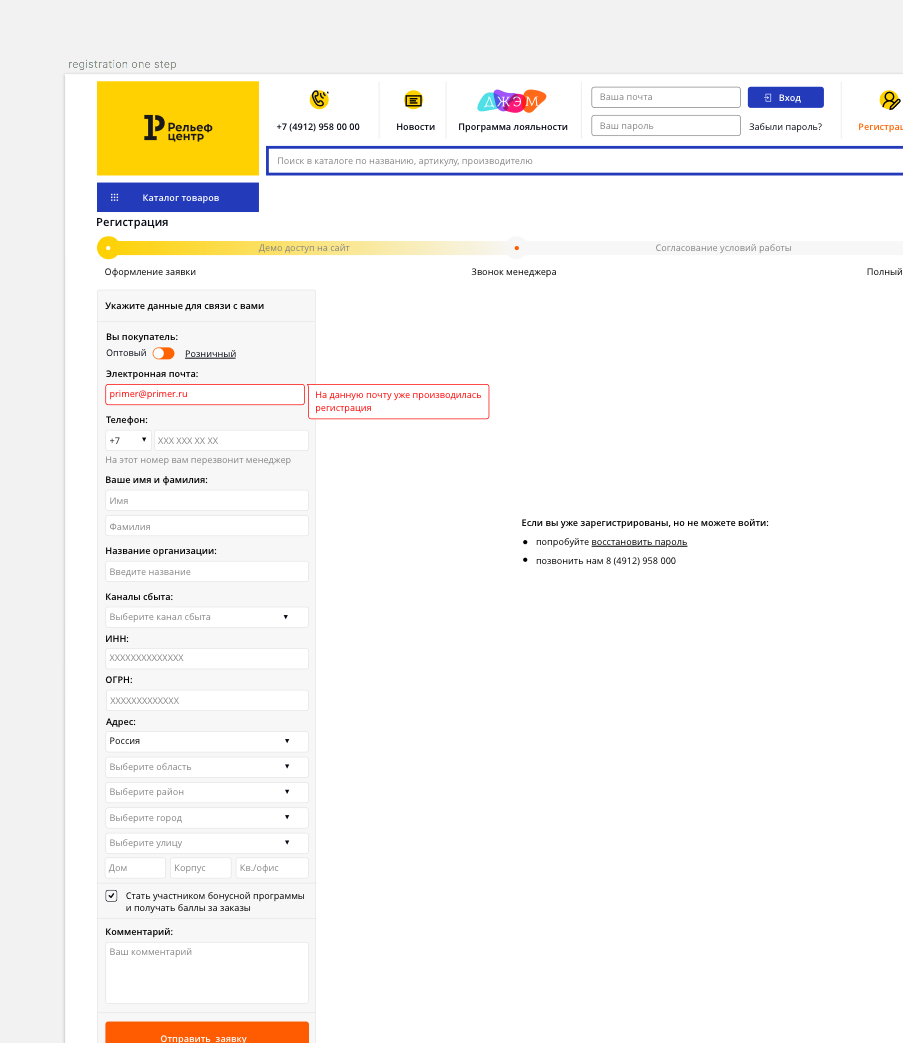 registration one step
Рельеф
центр
+7 (4912) 958 00 00
Новости
ДЖЭМ
Программа лояльности
Ваша почта
Вход
Ваш пароль
Забыли пароль?
Поиск в каталоге по названию, артикулу, производителю
Каталог товаров
Регистрация
Демо доступ на сайт
Согласование условий работы
Оформление заявки
Звонок менеджера
Полный
Укажите данные для связи с вами
Вы покупатель:
Оптовый
Розничный
Электронная почта:
primer@primer.ru
На данную почту уже производилась
регистрация
Телефон:
+7
XXX XXX XX XX
На этот номер вам перезвонит менеджер
Ваше имя и фамилия:
Имя
Фамилия
Если вы уже зарегистрированы, но не можете войти:
попробуйте восстановить пароль
позвонить нам 8 (4912) 958 000
Название организации:
Введите название
Каналы сбыта:
Выберите канал сбыта
ИНН:
XXXXXXXXXXXXXX
ОГРН:
XXXXXXXXXXXXX
Адрес:
Россия
Выберите область
Выберите район
Выберите город
Выберите улицу
Дом
Корпус
Кв./офис
Стать участником бонусной программы
и получать баллы за заказы
Комментарий:
Ваш комментарий
Отправить заявку